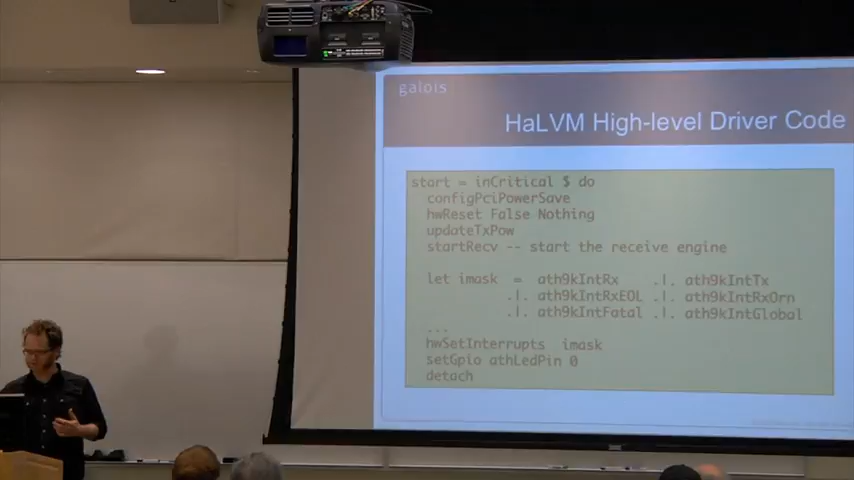 galois
HaLVM High-level Driver Code
start = inCritical $ do
configPciPowerSave
hwReset False Nothing
updateTxPow
startRecv -- start the receive engine
let imask = ath9kIntRx .|. ath9kIntTx
.|. ath9kIntRxEOL .|. ath9kIntRxOrn
.|. ath9kIntFatal .|. ath9kIntGlobal
...
hwSetInterrupts imask
setGpio athLedPin 0
detach